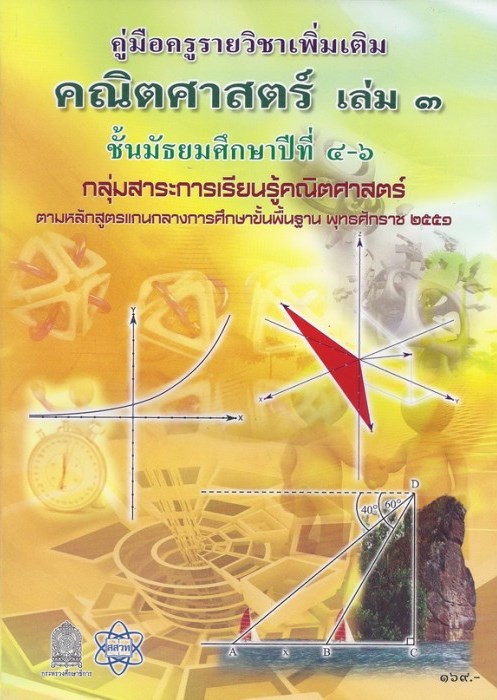 คู่มือครูรายวิชาเพิ่มเติม
คณิตศาสตร์ เล่ม ๓
ชั้นมัธยมศึกษาปีที่ ๔-๖
กลุ่มสาระการเรียนรู้คณิตศาสตร์
ตามหลักสูตรแกนกลางการศึกษาขั้นพื้นฐาน พุทธศักราช ๒๕๕๑
Z
Y
X
X
Y
D
40° 60°
A x B C
กระทรวงศึกษาธิการ
สสวท
๑๖๙.-